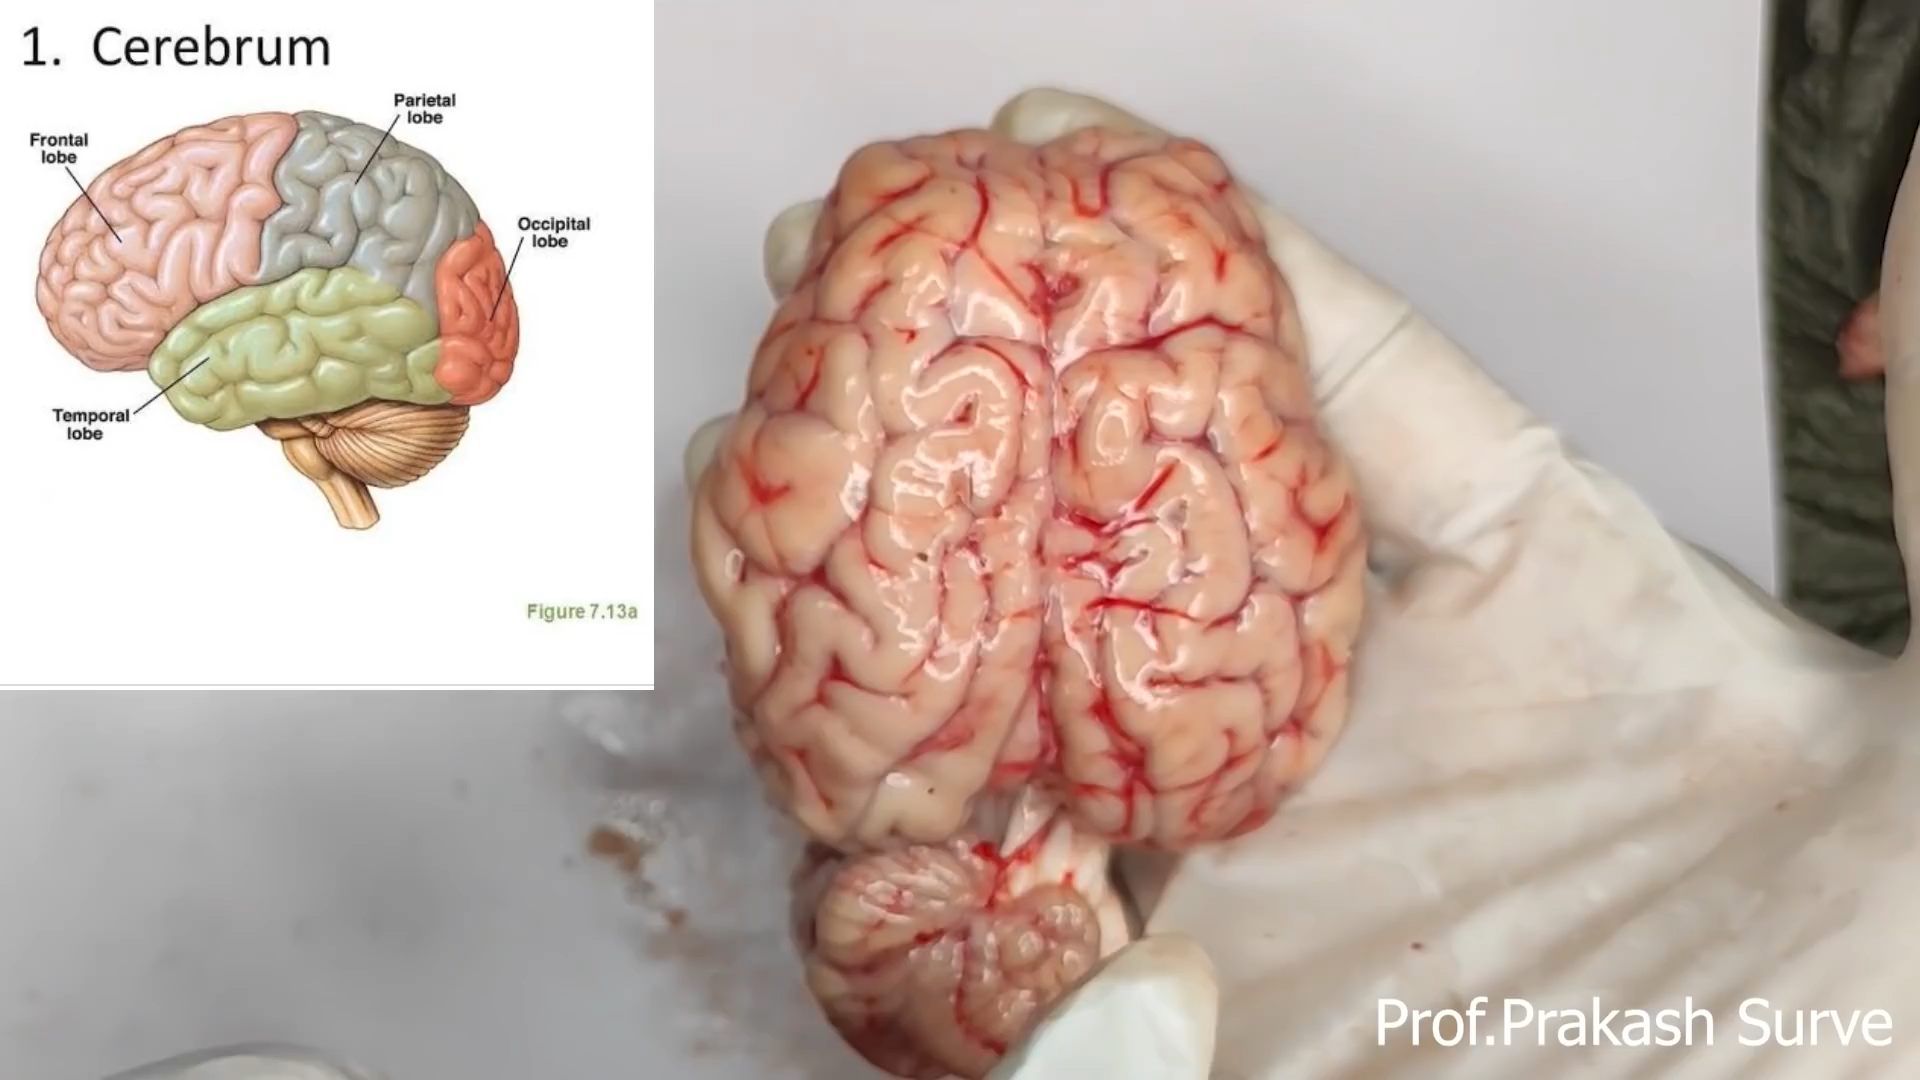 1. Cerebrum
Parietal
lobe
Frontal
lobe
Occipital
lobe
Temporal
lobe
Figure 7.13a
Prof.Prakash Surve